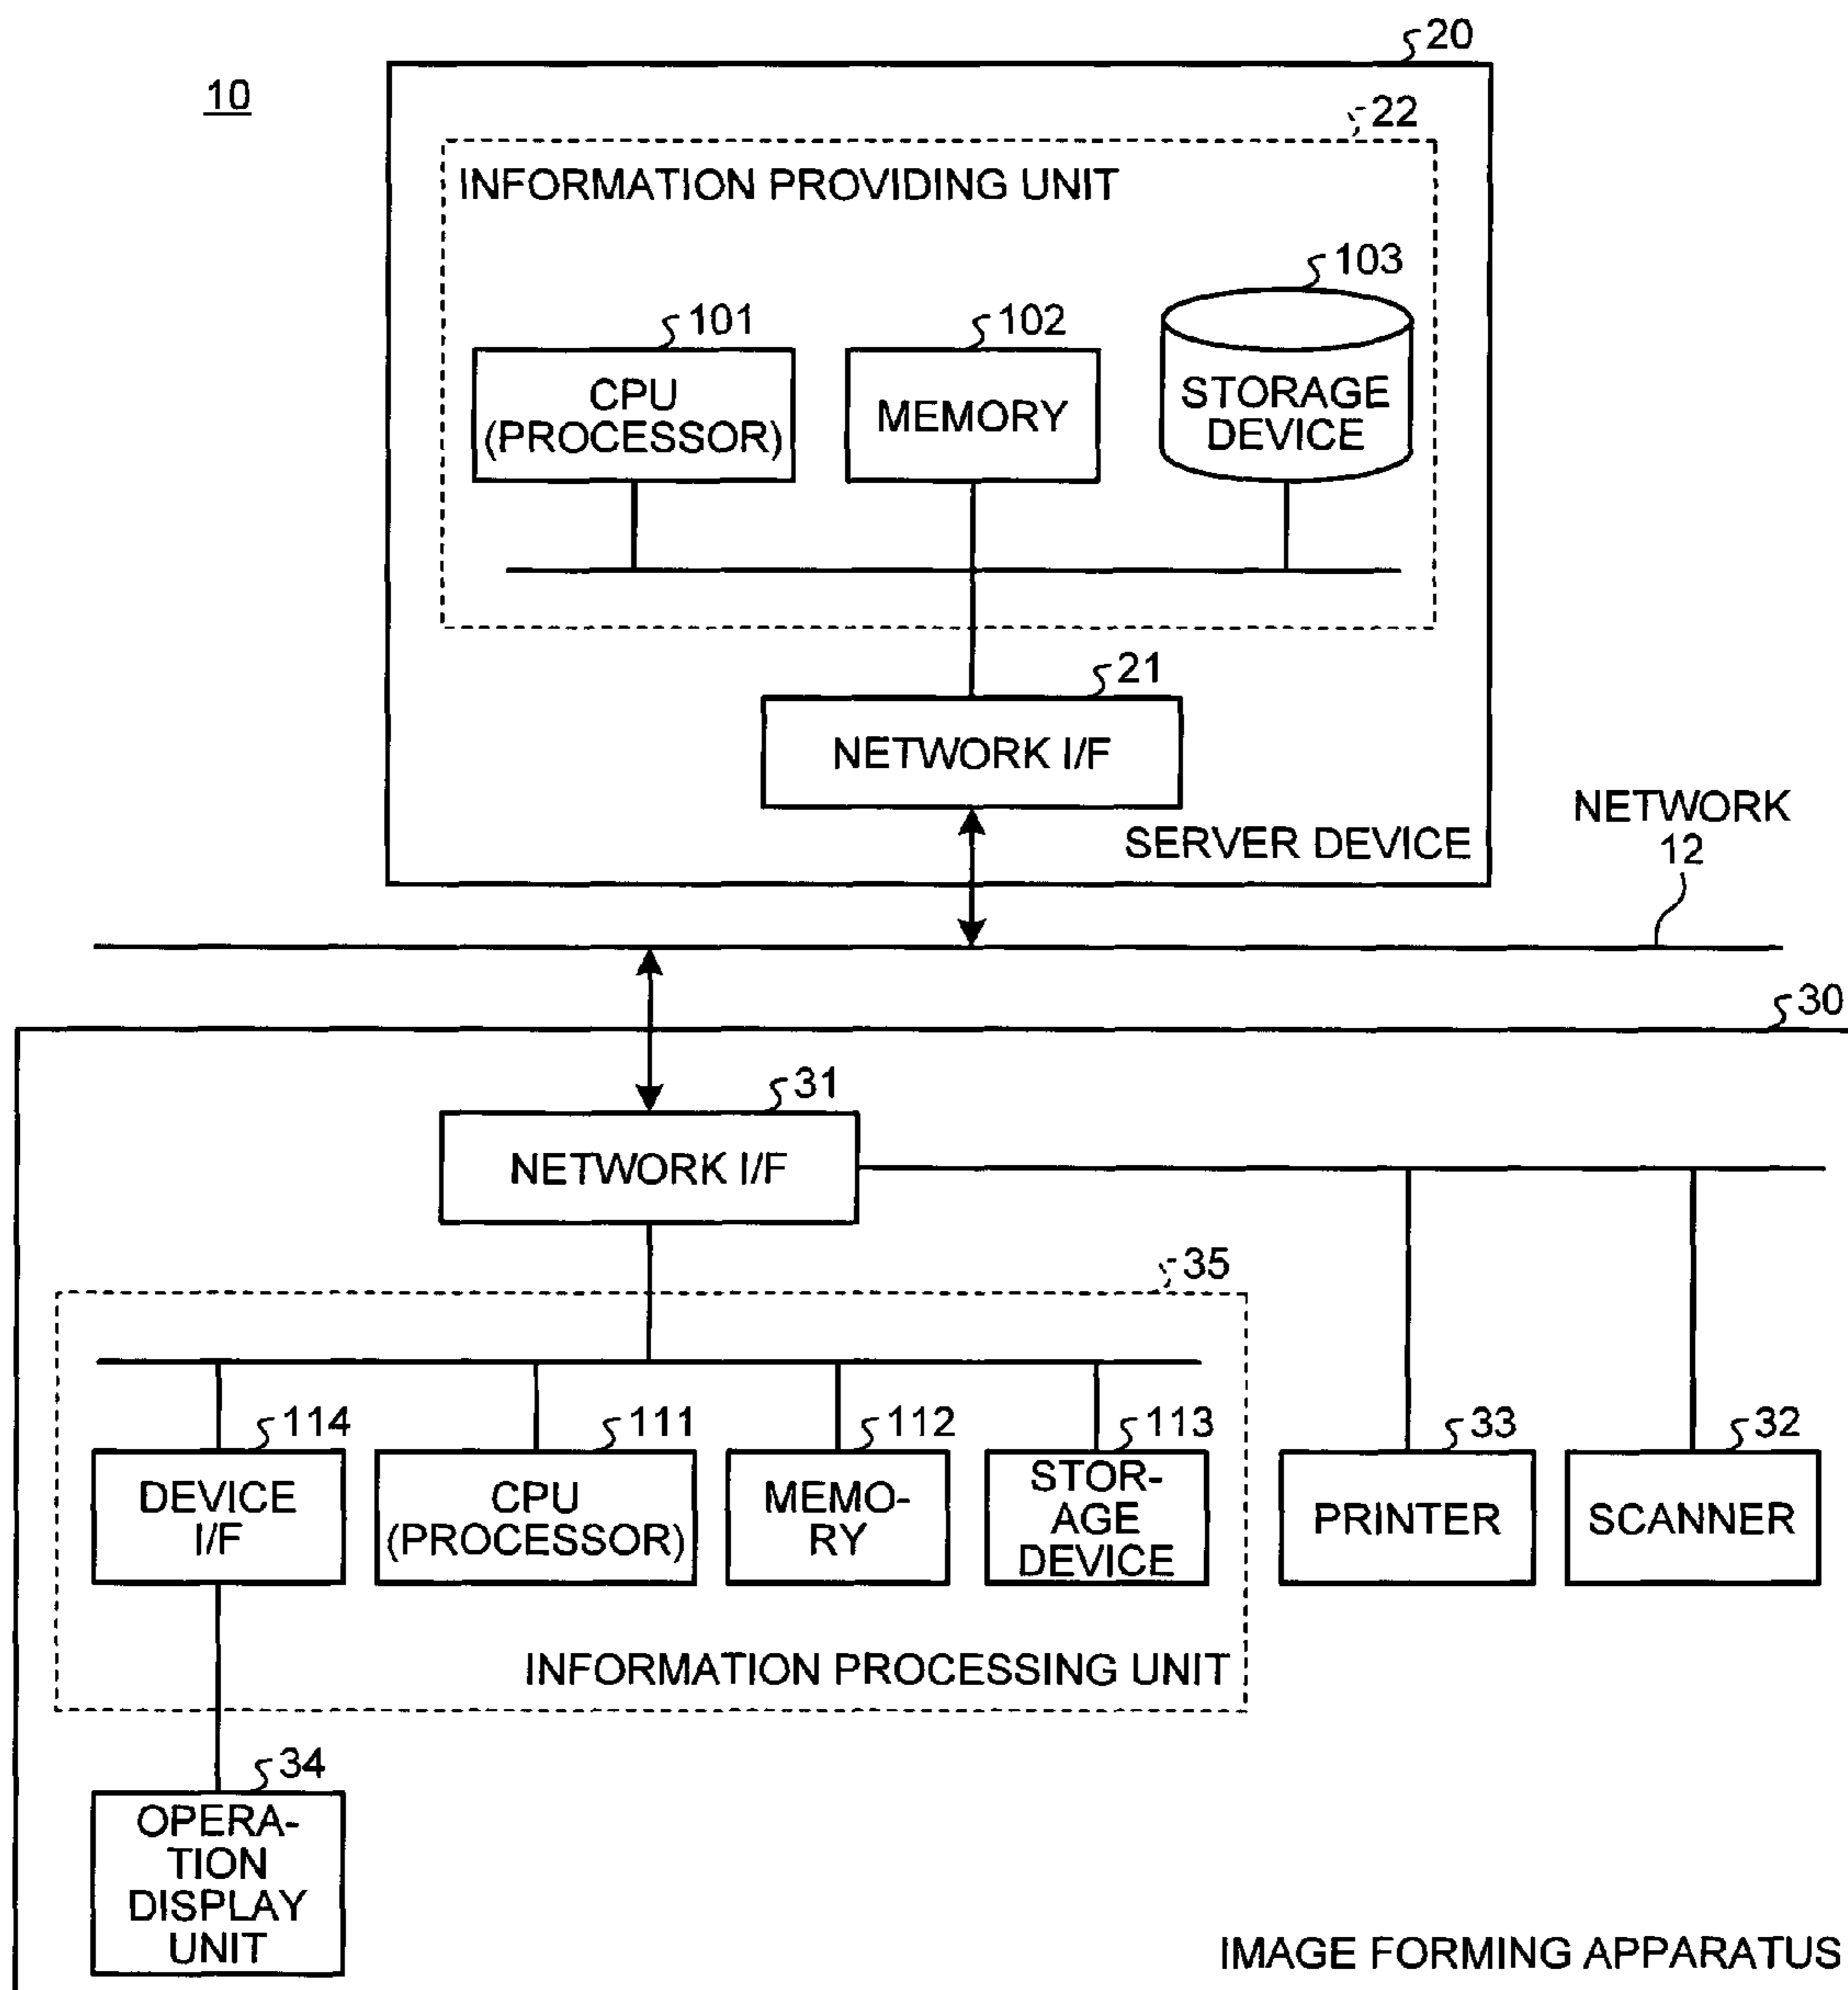 20
10
22
INFORMATION PROVIDING UNIT
103
101
102
CPU
(PROCESSOR)
MEMORY
STORAGE
DEVICE
21
NETWORK I/F
SERVER DEVICE
NETWORK
12
30
31
NETWORK I/F
35
114
111
112
113
33
32
DEVICE
I/F
CPU
(PROCESSOR)
MEMO-
RY
STOR-
AGE
DEVICE
PRINTER
SCANNER
INFORMATION PROCESSING UNIT
34
OPERA-
TION
DISPLAY
UNIT
IMAGE FORMING APPARATUS